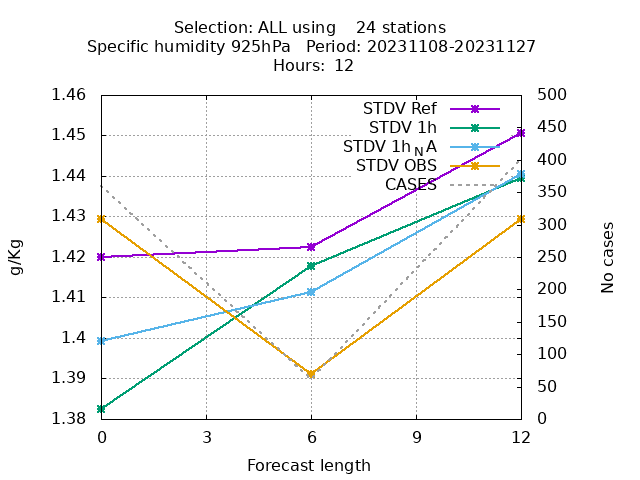 Selection: ALL using    24 stations
Specific humidity 925hPa   Period: 20231108-20231127
Hours:  12
1.46
1.45
1.44
1.43
1.42
1.41
1.4
1.39
1.38
g/Kg
STDV Ref
STDV 1h
STDV 1h_NA
STDV OBS
CASES
500
450
400
350
300
250
200
150
100
50
0
No cases
0 3 6 9 12
Forecast length